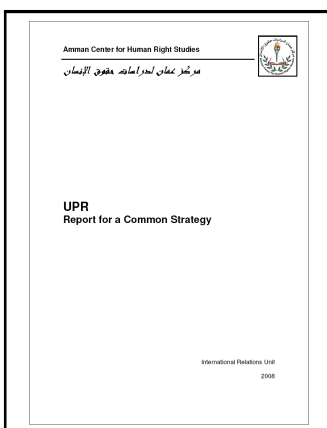 Amman Center for Human Right Studies
مركز عمان لدراسات حقوق الإنسان
UPR
Report for a Common Strategy
International Relations Unit
2008